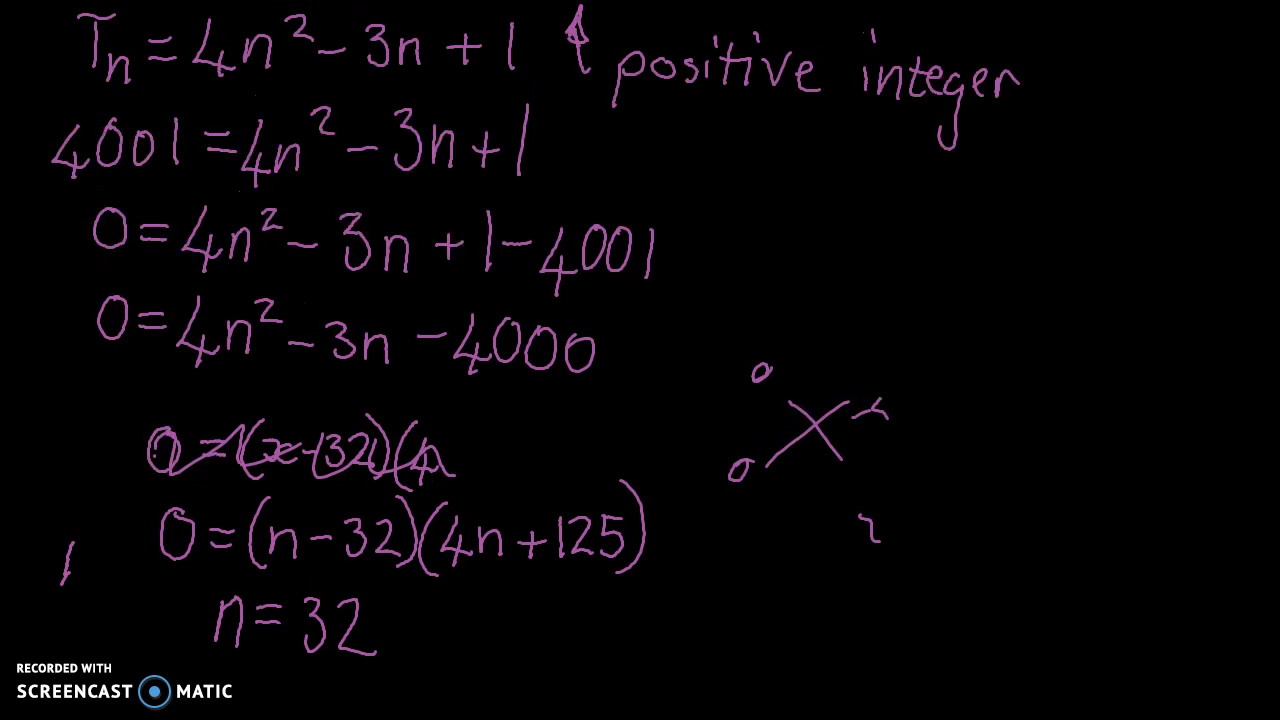 Tn = 4n² - 3n + 1
positive integer
4001 = 4n² - 3n + 1
0 = 4n² - 3n + 1 - 4001
0 = 4n² - 3n - 4000
0 = (n - 32)(4n + 125)
n = 32
RECORDED WITH
SCREENCAST MATIC